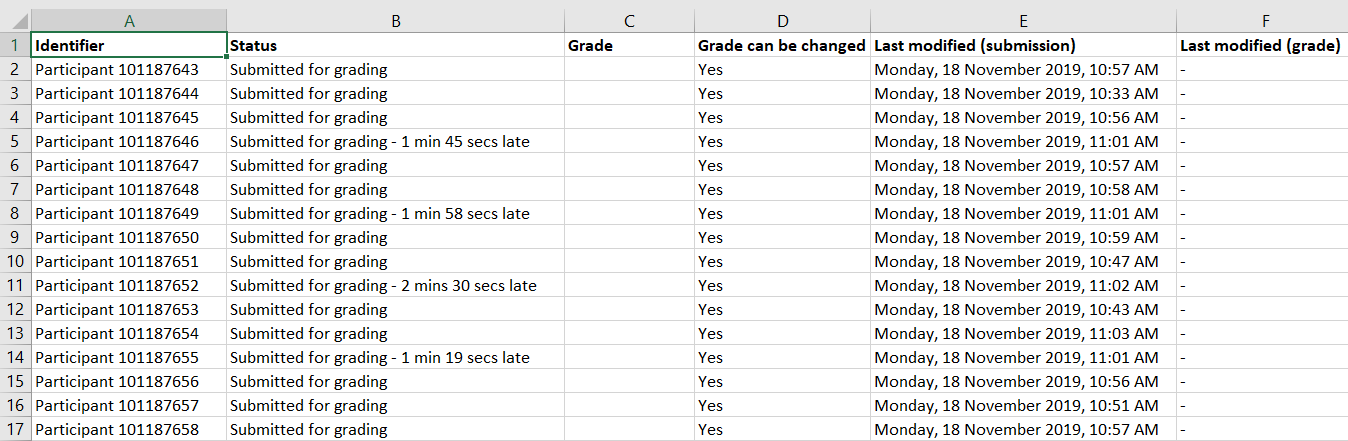 A B C D E F
1 Identifier Status Grade Grade can be changed Last modified (submission) Last modified (grade)
2 Participant 101187643 Submitted for grading Yes Monday, 18 November 2019, 10:57 AM -
3 Participant 101187644 Submitted for grading Yes Monday, 18 November 2019, 10:33 AM -
4 Participant 101187645 Submitted for grading Yes Monday, 18 November 2019, 10:56 AM -
5 Participant 101187646 Submitted for grading - 1 min 45 secs late Yes Monday, 18 November 2019, 11:01 AM -
6 Participant 101187647 Submitted for grading Yes Monday, 18 November 2019, 10:57 AM -
7 Participant 101187648 Submitted for grading Yes Monday, 18 November 2019, 10:58 AM -
8 Participant 101187649 Submitted for grading - 1 min 58 secs late Yes Monday, 18 November 2019, 11:01 AM -
9 Participant 101187650 Submitted for grading Yes Monday, 18 November 2019, 10:59 AM -
10 Participant 101187651 Submitted for grading Yes Monday, 18 November 2019, 10:47 AM -
11 Participant 101187652 Submitted for grading - 2 mins 30 secs late Yes Monday, 18 November 2019, 11:02 AM -
12 Participant 101187653 Submitted for grading Yes Monday, 18 November 2019, 10:43 AM -
13 Participant 101187654 Submitted for grading Yes Monday, 18 November 2019, 11:03 AM -
14 Participant 101187655 Submitted for grading - 1 min 19 secs late Yes Monday, 18 November 2019, 11:01 AM -
15 Participant 101187656 Submitted for grading Yes Monday, 18 November 2019, 10:56 AM -
16 Participant 101187657 Submitted for grading Yes Monday, 18 November 2019, 10:51 AM -
17 Participant 101187658 Submitted for grading Yes Monday, 18 November 2019, 10:57 AM -